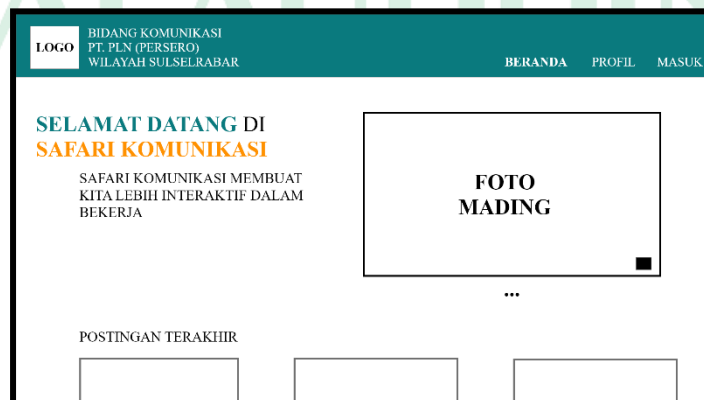 LOGO
BIDANG KOMUNIKASI
PT. PLN (PERSERO)
WILAYAH SULSELRABAR
BERANDA PROFIL MASUK
SELAMAT DATANG DI
SAFARI KOMUNIKASI
SAFARI KOMUNIKASI MEMBUAT
KITA LEBIH INTERAKTIF DALAM
BEKERJA
FOTO
MADING
...
POSTINGAN TERAKHIR